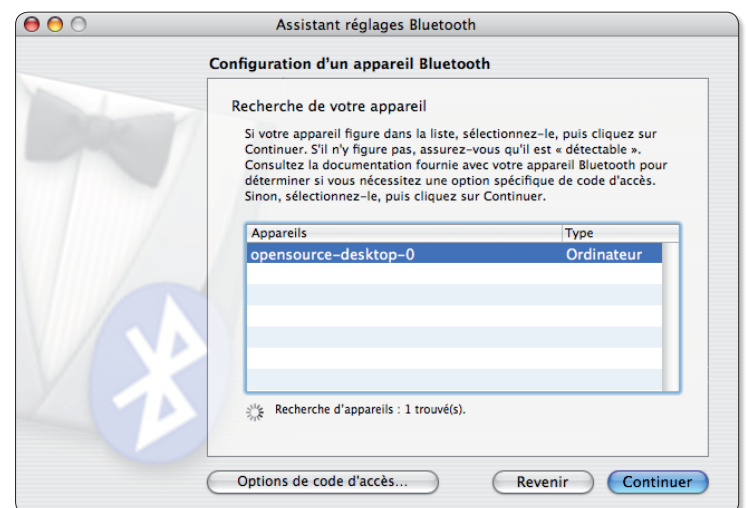 Assistant réglages Bluetooth
Configuration d'un appareil Bluetooth
Recherche de votre appareil
Si votre appareil figure dans la liste, sélectionnez-le, puis cliquez sur
Continuer. S'il n'y figure pas, assurez-vous qu'il est « détectable ».
Consultez la documentation fournie avec votre appareil Bluetooth pour
déterminer si vous nécessitez une option spécifique de code d'accès.
Sinon, sélectionnez-le, puis cliquez sur Continuer.
Appareils Type
opensource-desktop-0 Ordinateur
Recherche d'appareils : 1 trouvé(s).
Options de code d'accès... Revenir Continuer